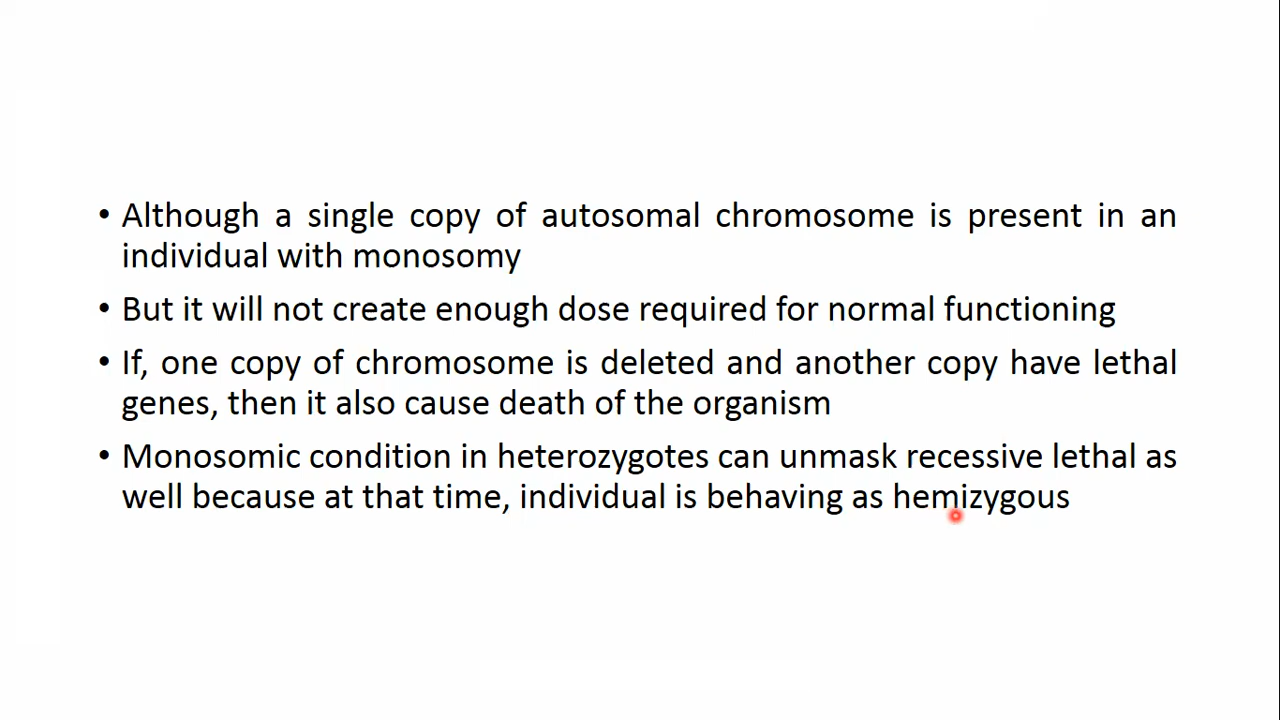 • Although a single copy of autosomal chromosome is present in an
individual with monosomy
• But it will not create enough dose required for normal functioning
• If, one copy of chromosome is deleted and another copy have lethal
genes, then it also cause death of the organism
• Monosomic condition in heterozygotes can unmask recessive lethal as
well because at that time, individual is behaving as hemizygous